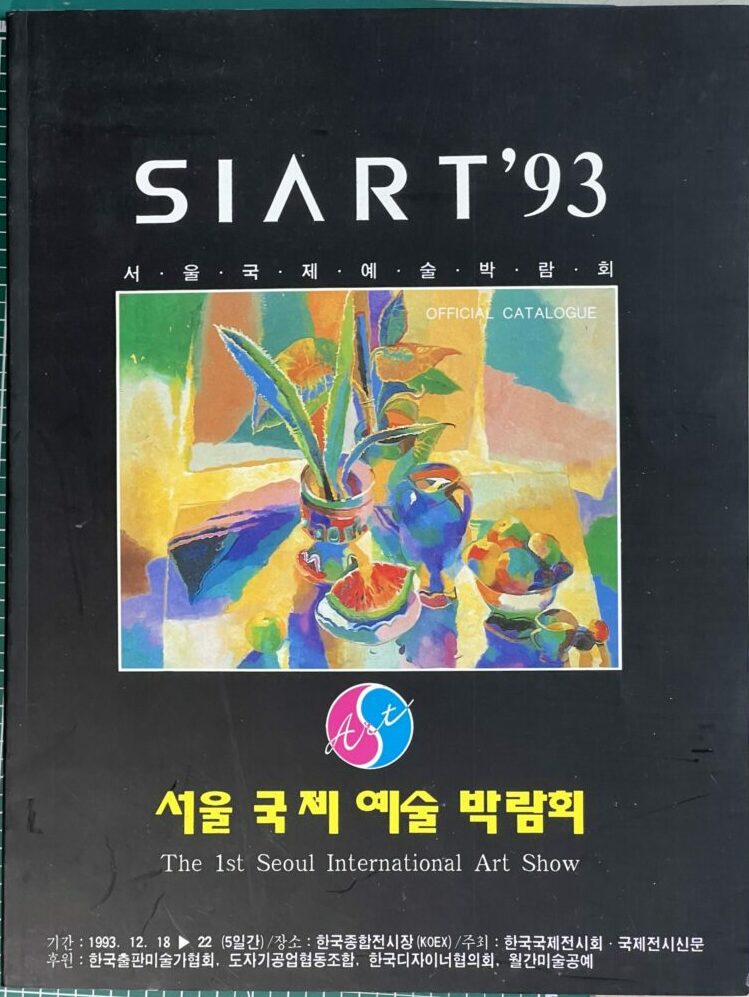 SIART'93
서·울·국·제·예·술·박·람·회
OFFICIAL CATALOGUE
Art
서울 국제 예술 박람회
The 1st Seoul International Art Show
기간 : 1993. 12. 18 ▶ 22 (5일간)/장소 : 한국종합전시장(KOEX)/주최 : 한국국제전시회·국제전시신문
후원 : 한국출판미술가협회, 도자기공업협동조합, 한국디자이너협의회, 월간미술공예